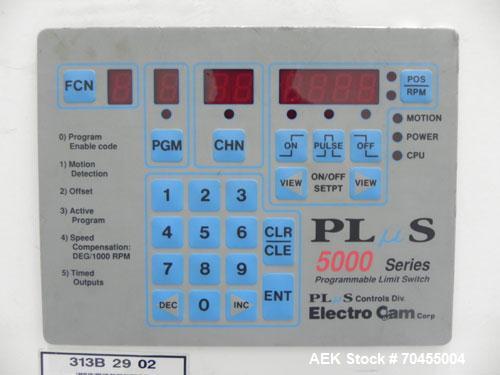 FCN
POS
RPM
MOTION
POWER
CPU
PGM
CHN
ON
PULSE
OFF
VIEW
ON/OFF
SETPT
VIEW
0) Program
Enable code
1) Motion
Detection
2) Offset
3) Active
Program
4) Speed
Compensation:
DEG/1000 RPM
5) Timed
Outputs
1 2 3
4 5 6
7 8 9
DEC 0 INC
CLR
CLE
ENT
PLμS
5000 Series
Programmable Limit Switch
PLμS Controls Div.
Electro Cam Corp
313B 29 02
AEK Stock # 70455004